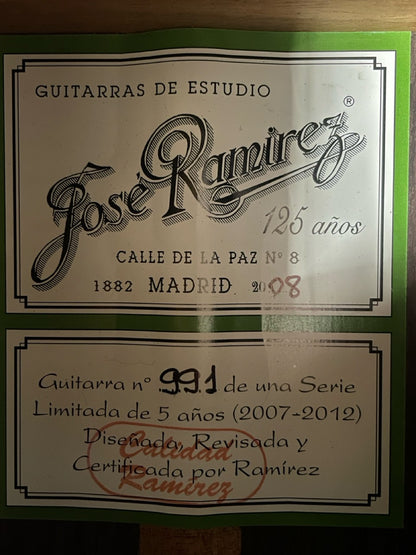 GUITARRAS DE ESTUDIO
José Ramírez ®
125 años
CALLE DE LA PAZ Nº 8
1882 MADRID 2008
Guitarra nº 991 de una Serie
Limitada de 5 años (2007-2012)
Diseñada, Revisada y
Certificada por Ramírez
Calidad
Ramírez